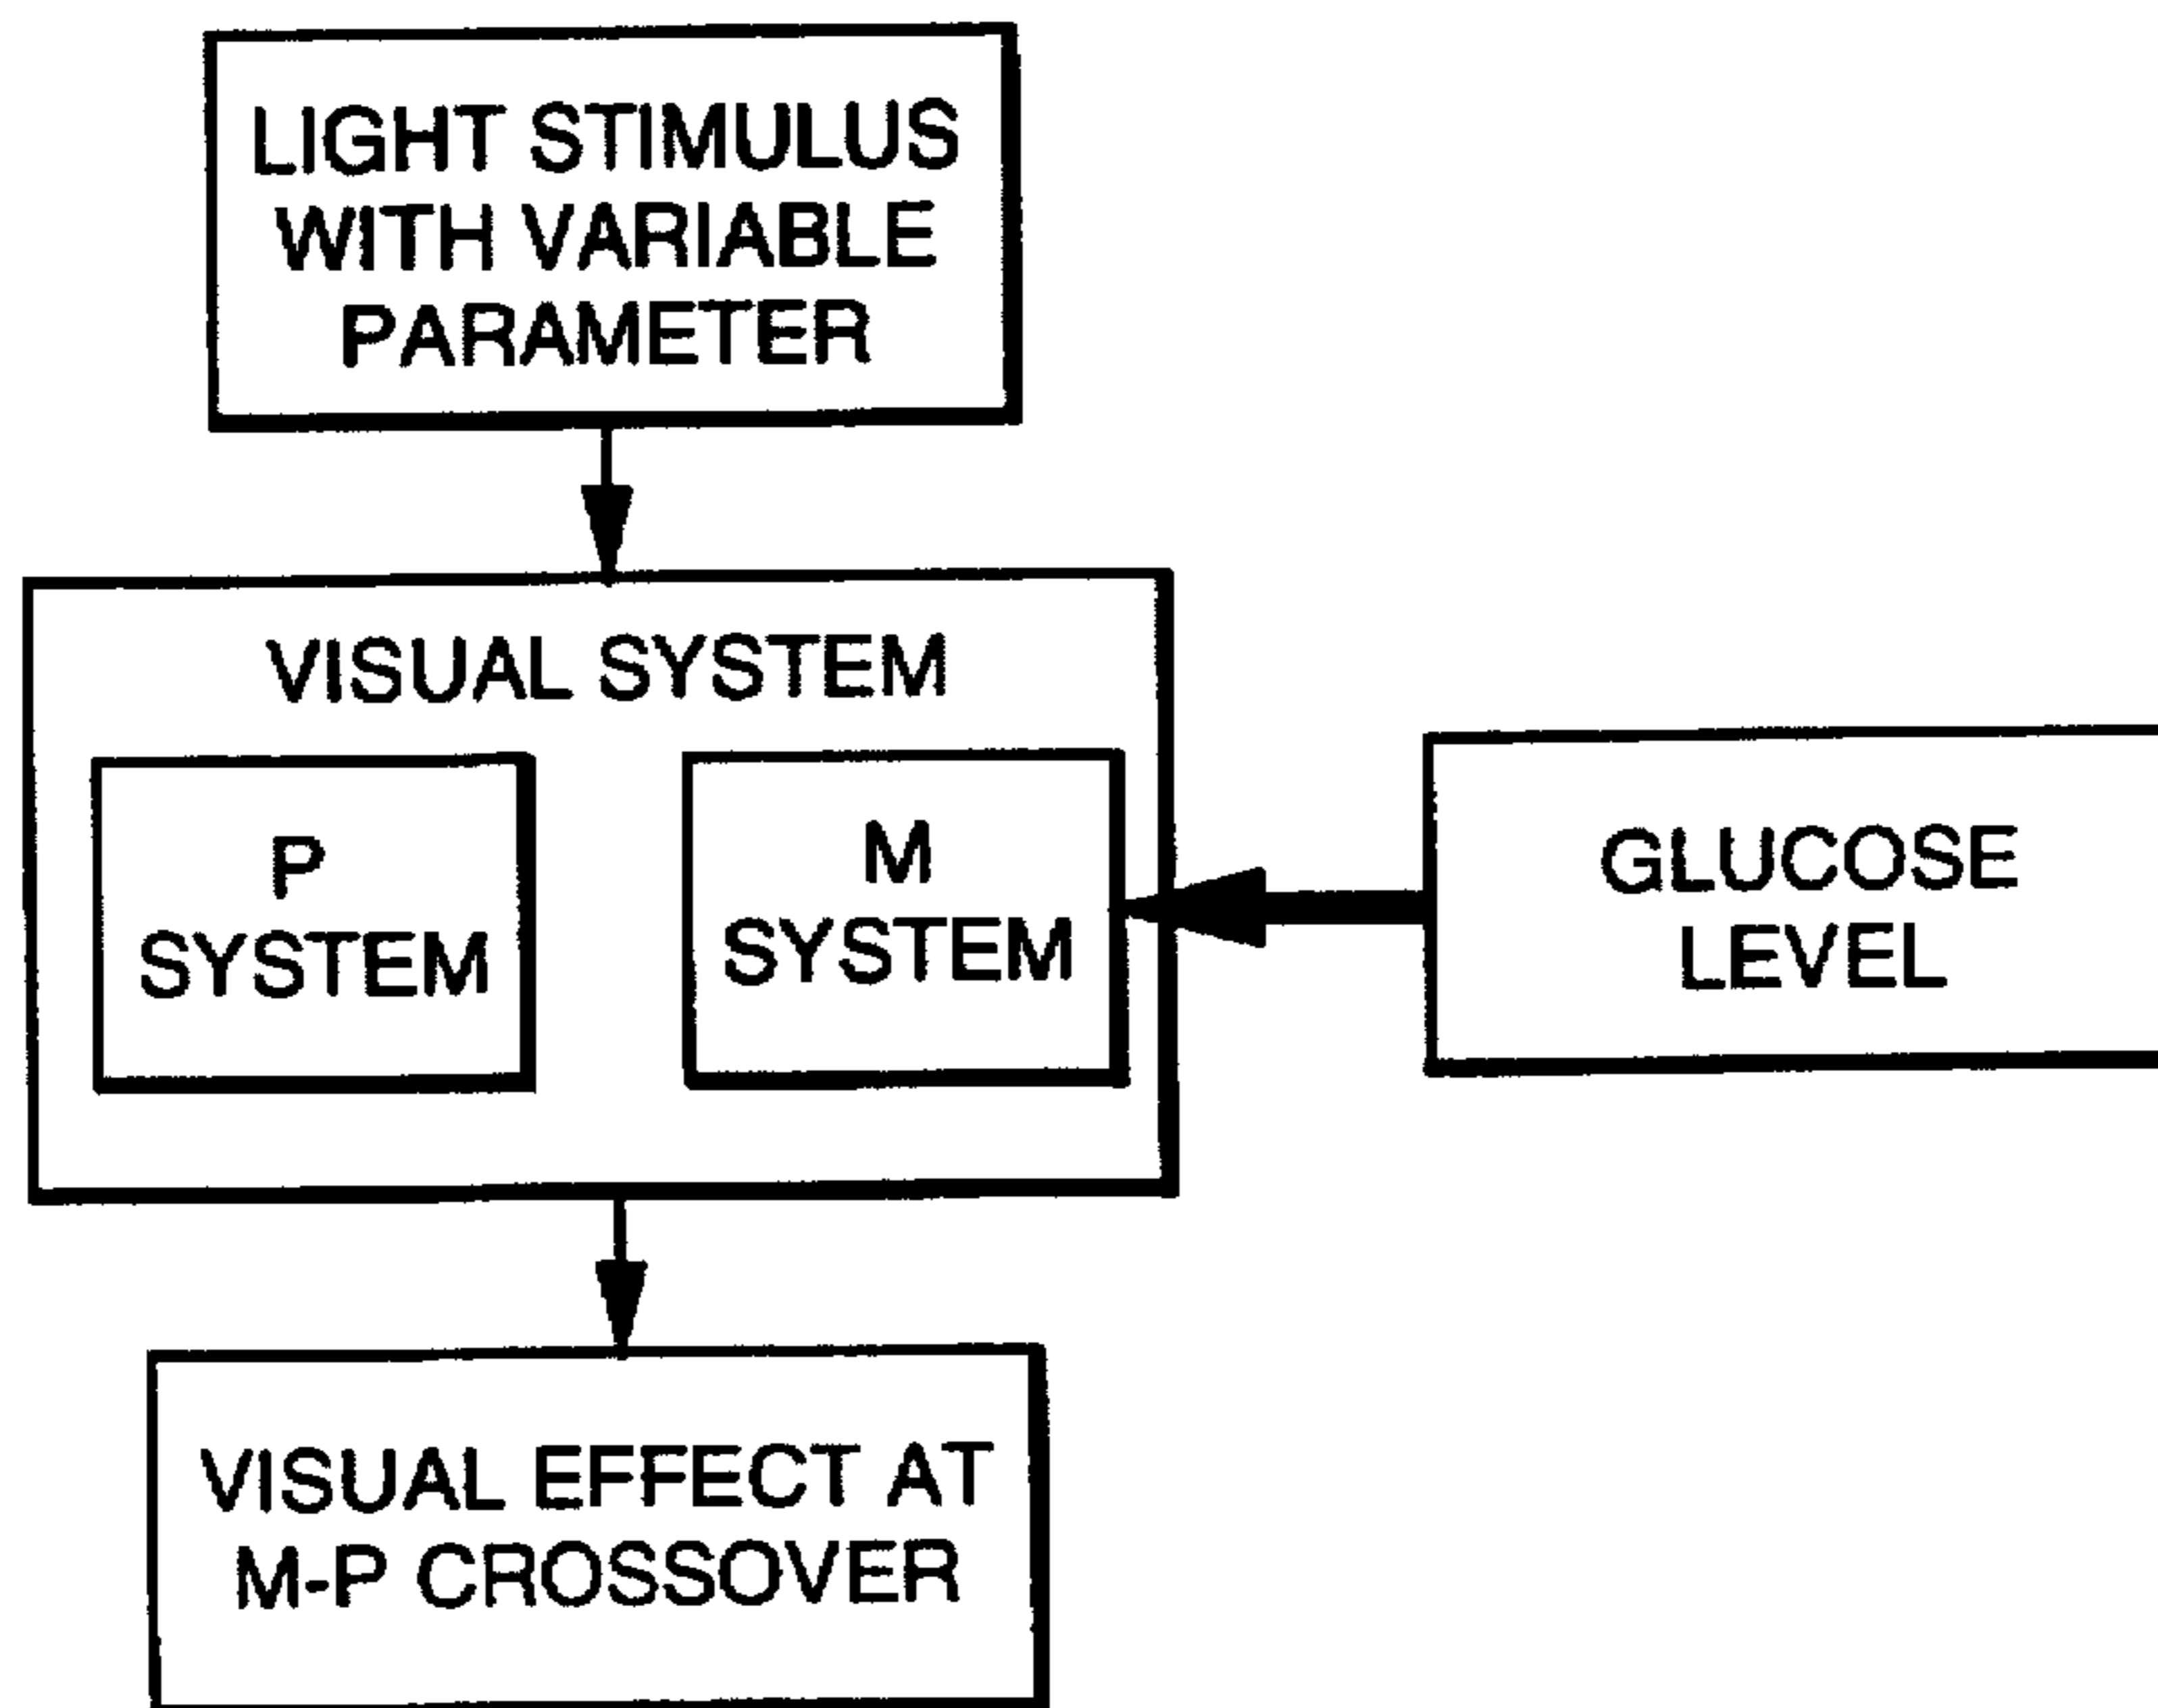 LIGHT STIMULUS
WITH VARIABLE
PARAMETER
VISUAL SYSTEM
P
SYSTEM
M
SYSTEM
GLUCOSE
LEVEL
VISUAL EFFECT AT
M-P CROSSOVER